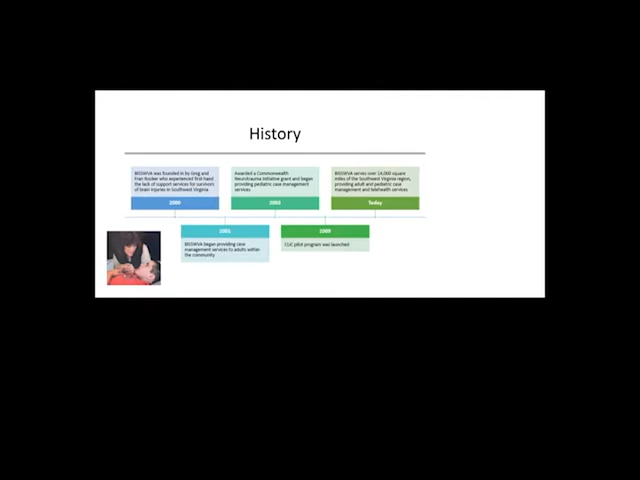 History
BISSWVA was founded in by Greg and
Fran Rooker who experienced first-hand
the lack of support services for survivors
of brain injuries in Southwest Virginia
2000
Awarded a Commonwealth
Neurotrauma Initiative grant and began
providing pediatric case management
services
BISSWVA serves over 14,000 square
miles of the Southwest Virginia region,
providing adult and pediatric case
management and telehealth services
Today
BISSWVA began providing case
management services to adults within
the community
2009
pilot program was launched